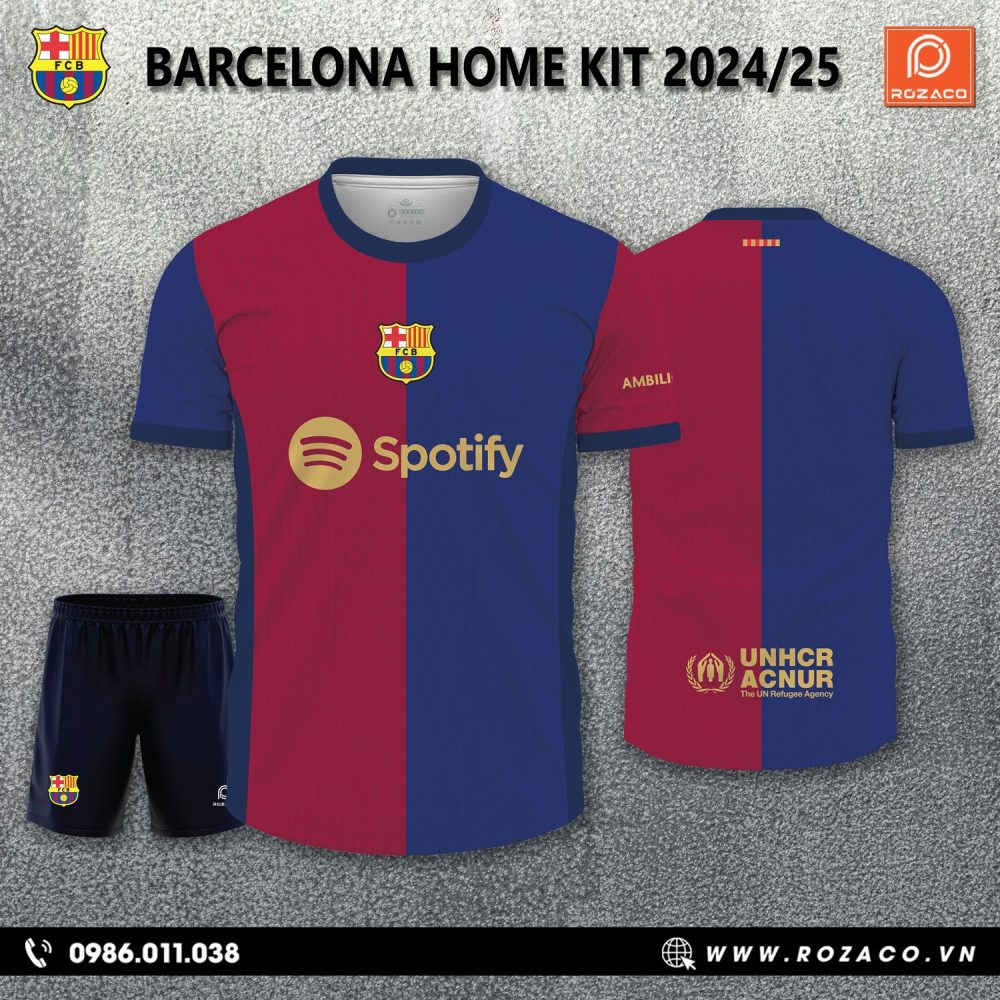 BARCELONA HOME KIT 2024/25
FCB
ROZACO
FCB
Spotify
AMBILI
UNHCR
ACNUR
The UN Refugee Agency
ROZACO
0986.011.038
WWW.ROZACO.VN